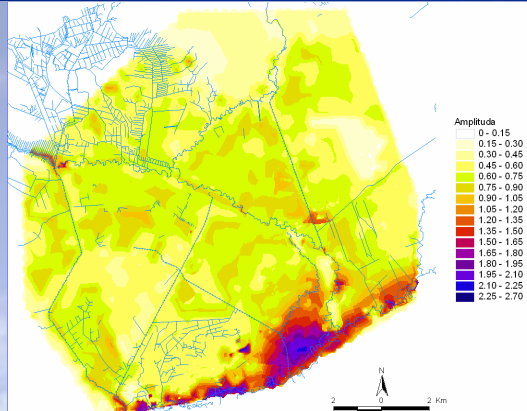 Amplituda
0 - 0.15
0.15 - 0.30
0.30 - 0.45
0.45 - 0.60
0.60 - 0.75
0.75 - 0.90
0.90 - 1.05
1.05 - 1.20
1.20 - 1.35
1.35 - 1.50
1.50 - 1.65
1.65 - 1.80
1.80 - 1.95
1.95 - 2.10
2.10 - 2.25
2.25 - 2.70
N
2 0 2 Km